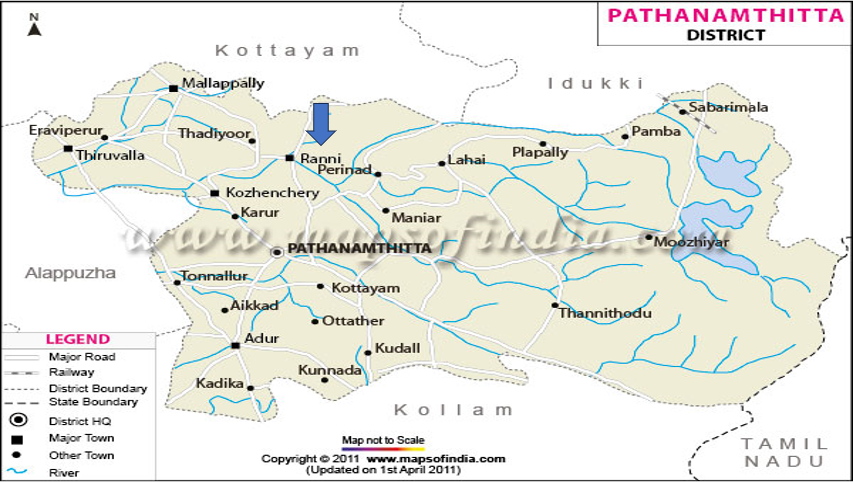 PATHANAMTHITTA
DISTRICT
N
Kottayam
Idukki
Mallappally
Sabarimala
Eraviperur
Thadiyoor
Pamba
Thiruvalla
Ranni
Plapally
Lahai
Perinad
Kozhenchery
Karur
Maniar
www.mapsofindia.com
PATHANAMTHITTA
Moozhiyar
Alappuzha
Tonnallur
Kottayam
Aikkad
Thannithodu
Ottather
Adur
Kudall
Kunnada
Kadika
Kollam
TAMIL
NADU
LEGEND
Major Road
Railway
District Boundary
State Boundary
District HQ
Major Town
Other Town
River
Map not to Scale
Copyright © 2011 www.mapsofindia.com
(Updated on 1st April 2011)